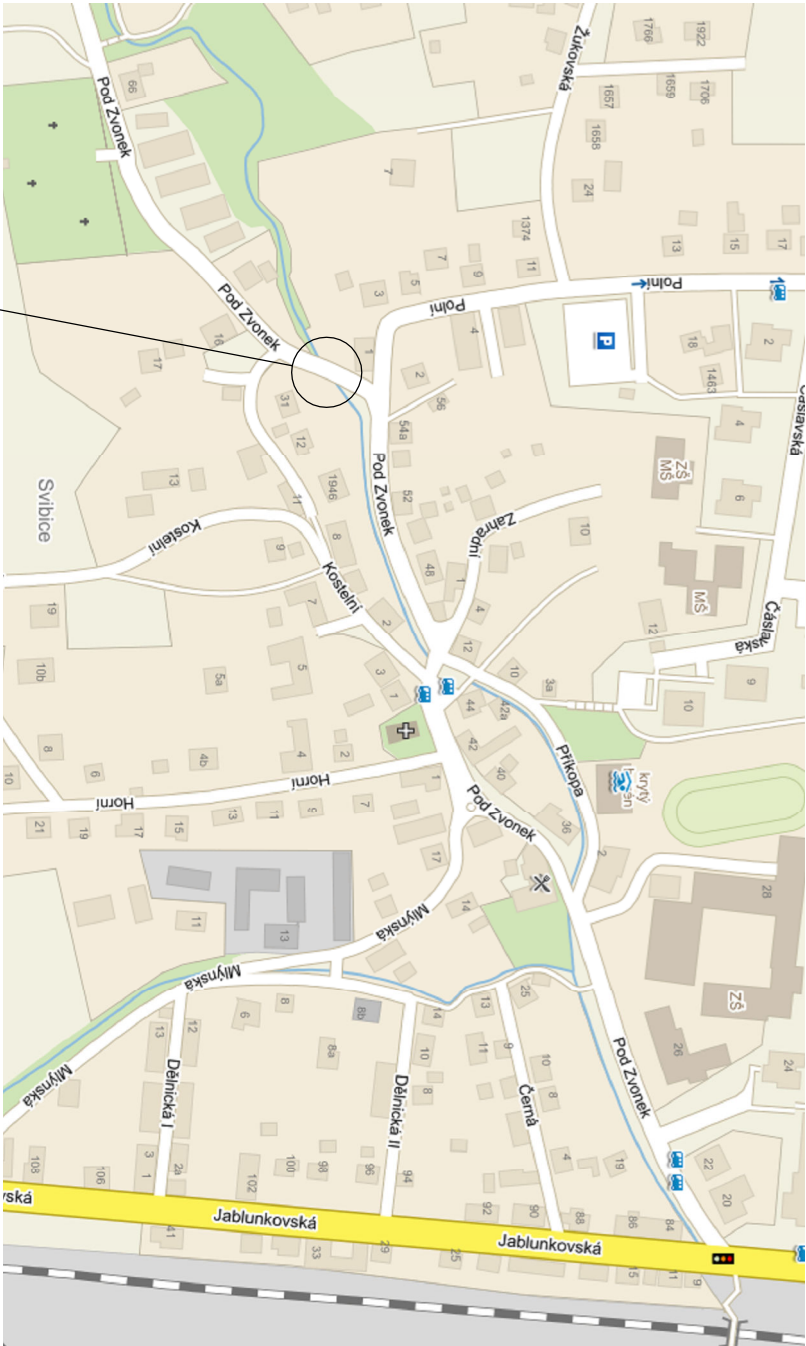 Žukovská
1766
1922
1659
1706
1657
1658
24
66
Pod Zvonek
7
1374
11
13
15
17
7
9
5
3
Polní
Polní
P
2
18
1463
4
Čáslavská
Pod Zvonek
16
17
1
2
4
56
54a
52
Pod Zvonek
31
12
1946
11
8
13
ZŠ
MŠ
6
MŠ
Zahradní
10
48
1
4
12
Svibice
Kostelní
9
Kostelní
7
2
12
10
3a
Čáslavská
9
10
19
10b
5a
5
3
1
44
42a
42
40
Příkopa
krytý
8
6
4b
4
2
1
Pod Zvonek
36
2
10
Horní
Horní
21
19
17
15
13
11
9
7
17
14
28
11
13
Mlýnská
Mlýnská
25
13
ZŠ
26
24
Mlýnská
13
12
6
8
8b
14
11
9
10
8
Pod Zvonek
Dělnická I
8a
10
8
Dělnická II
Černá
4
19
22
20
108
106
3
1
2a
102
100
98
96
94
92
90
88
86
84
vská
Jablunkovská
Jablunkovská
41
33
29
25
15
11
9